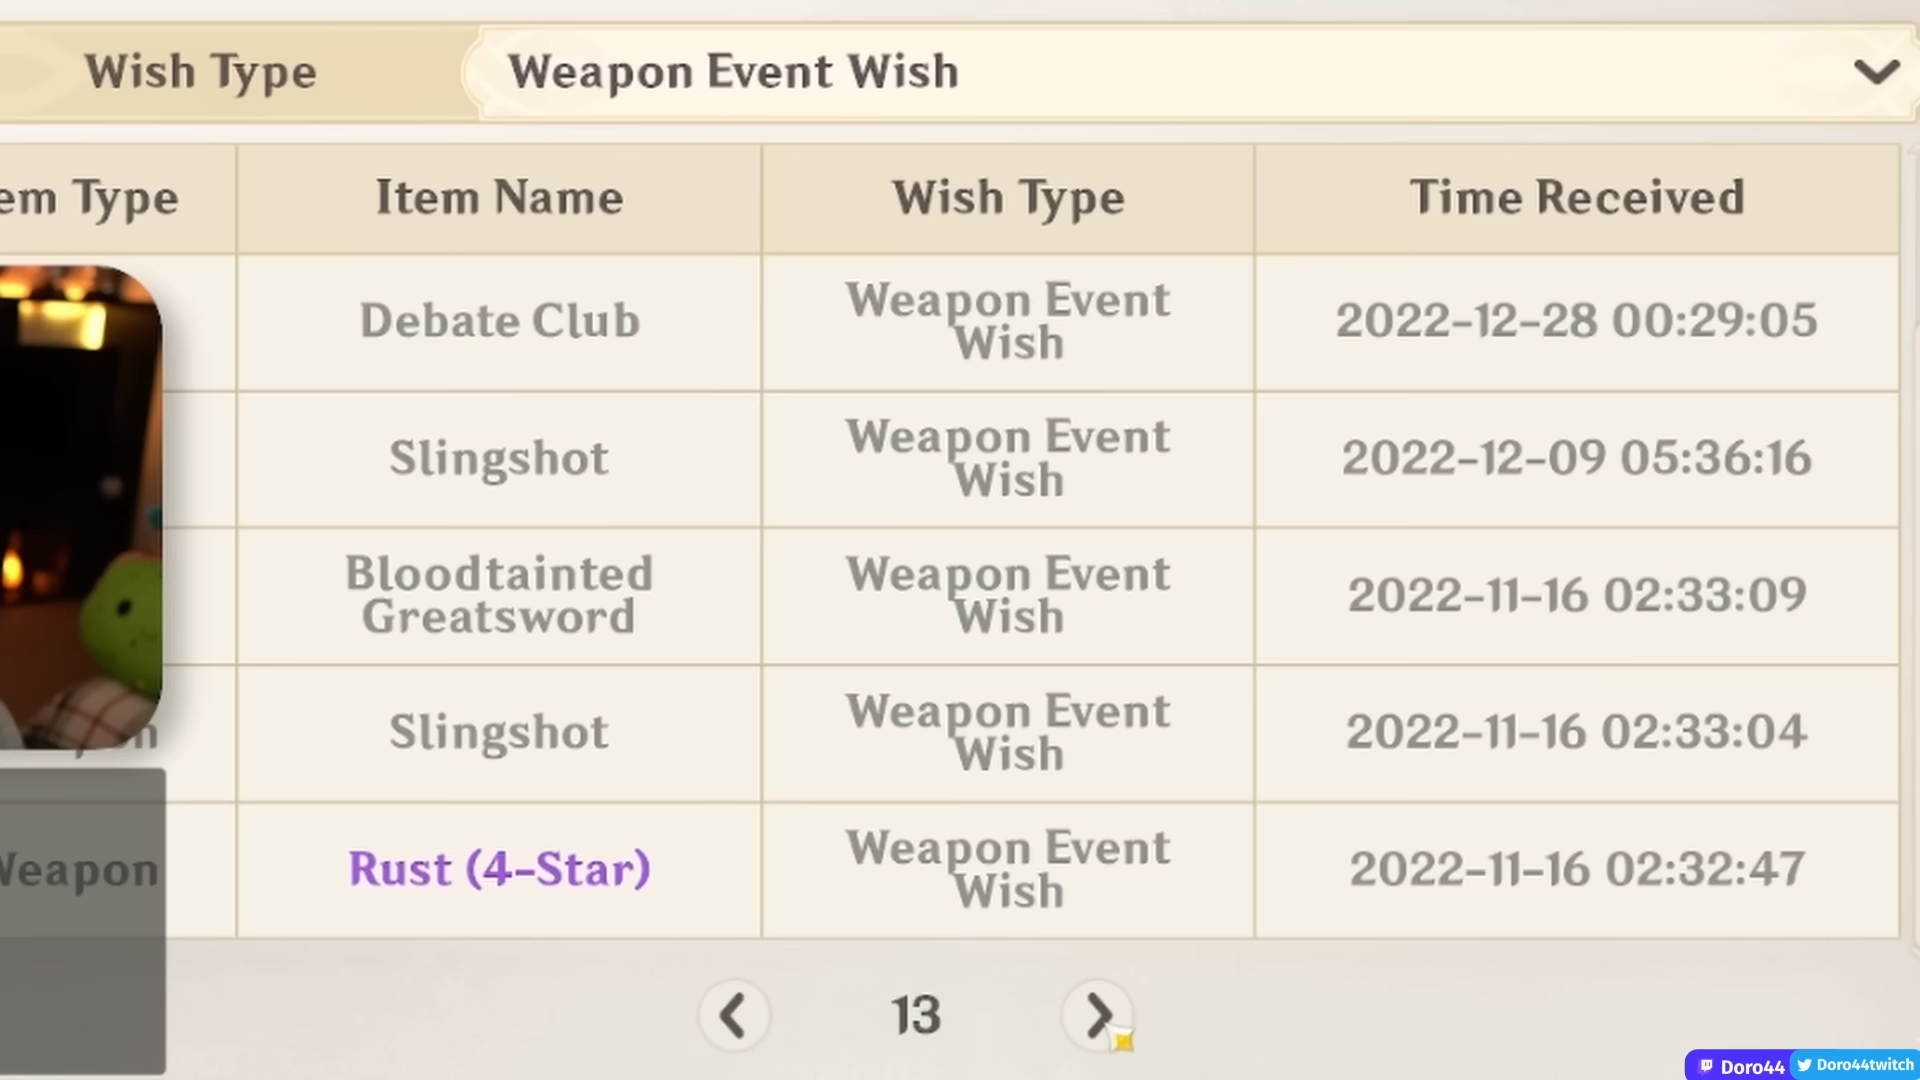 Wish Type
Weapon Event Wish
em Type
Item Name
Wish Type
Time Received
Debate Club
Weapon Event
Wish
2022-12-28 00:29:05
Slingshot
Weapon Event
Wish
2022-12-09 05:36:16
Bloodtainted
Greatsword
Weapon Event
Wish
2022-11-16 02:33:09
Slingshot
Weapon Event
Wish
2022-11-16 02:33:04
Weapon
Rust (4-Star)
Weapon Event
Wish
2022-11-16 02:32:47
13
Doro44
Doro44twitch